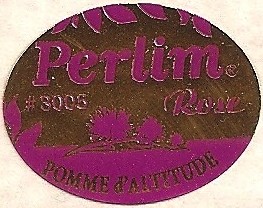 Perlim®
#3005 Rose
POMME d'ALTITUDE